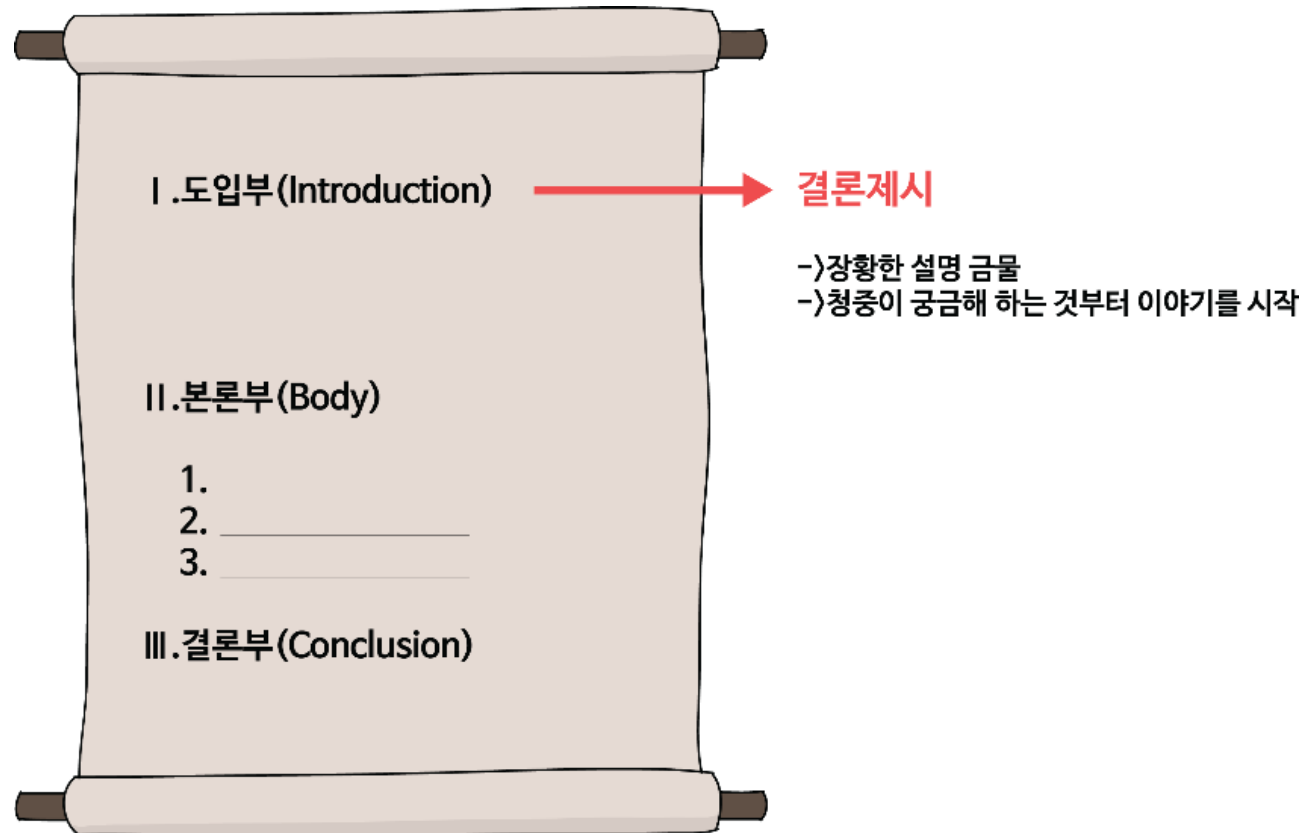 Ⅰ.도입부(Introduction)
결론제시
->장황한 설명 금물
->청중이 궁금해 하는 것부터 이야기를 시작
Ⅱ.본론부(Body)
1.
2.
3.
Ⅲ.결론부(Conclusion)